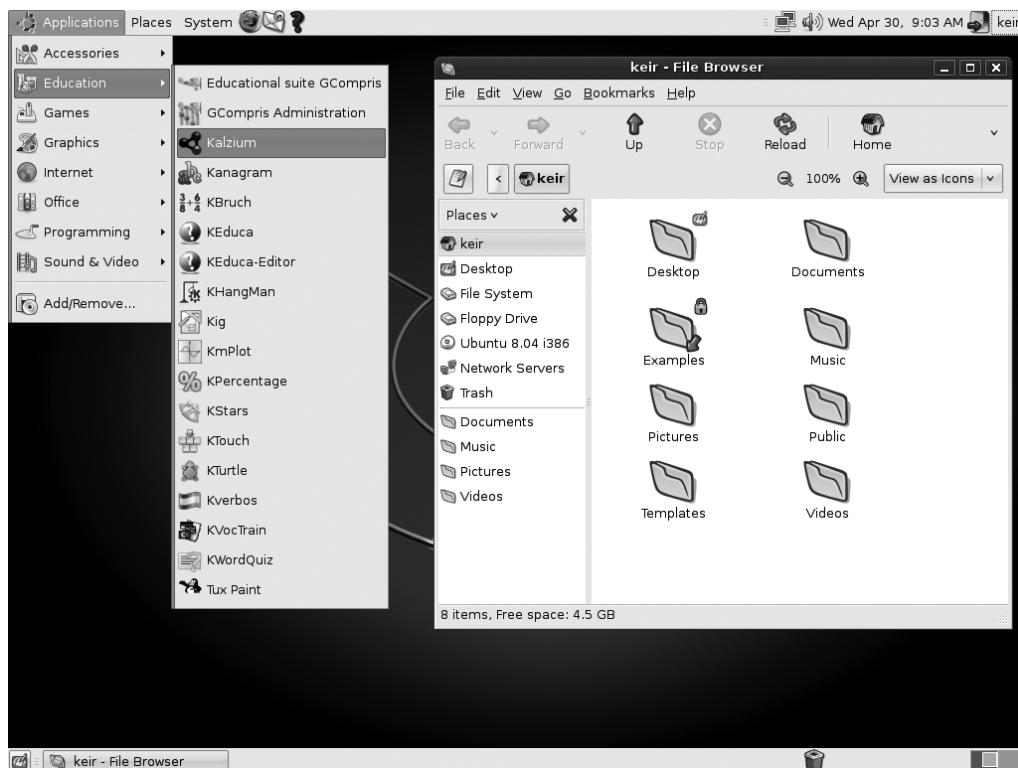 Applications Places System Wed Apr 30, 9:03 AM keir
Accessories
Education
Games
Graphics
Internet
Office
Programming
Sound & Video
Add/Remove...
Educational suite GCompris
GCompris Administration
Kalzium
Kanagram
KBruch
KEduca
KEduca-Editor
KHangMan
Kig
KmPlot
KPercentage
KStars
KTouch
KTurtle
Kverbos
KVocTrain
KWordQuiz
Tux Paint
keir - File Browser
File Edit View Go Bookmarks Help
Back Forward Up Stop Reload Home
keir 100% View as Icons
Places
keir
Desktop
File System
Floppy Drive
Ubuntu 8.04 i386
Network Servers
Trash
Documents
Music
Pictures
Videos
Desktop Documents
Examples Music
Pictures Public
Templates Videos
8 items, Free space: 4.5 GB
keir - File Browser